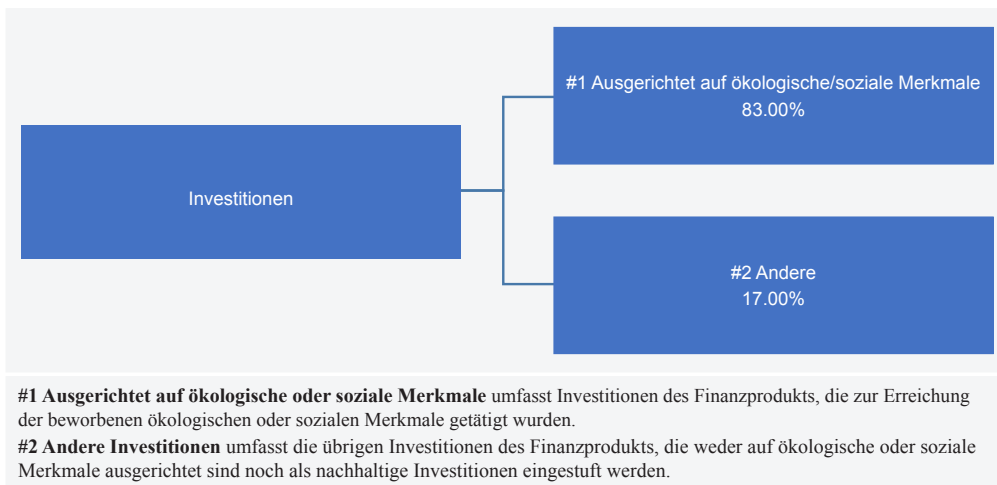 #1 Ausgerichtet auf ökologische/soziale Merkmale
83.00%
Investitionen
#2 Andere
17.00%
#1 Ausgerichtet auf ökologische oder soziale Merkmale umfasst Investitionen des Finanzprodukts, die zur Erreichung
der beworbenen ökologischen oder sozialen Merkmale getätigt wurden.
#2 Andere Investitionen umfasst die übrigen Investitionen des Finanzprodukts, die weder auf ökologische oder soziale
Merkmale ausgerichtet sind noch als nachhaltige Investitionen eingestuft werden.